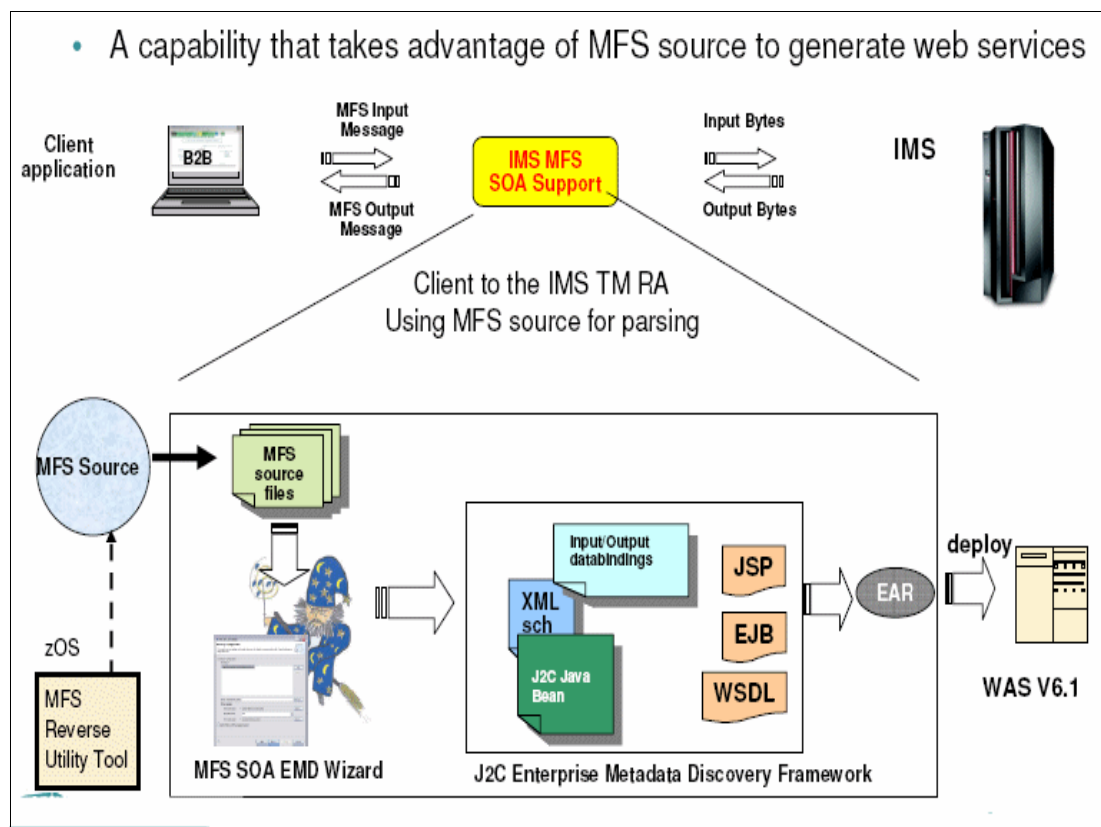 • A capability that takes advantage of MFS source to generate web services
Client
application
B2B
MFS Input
Message
MFS Output
Message
IMS MFS
SOA Support
Input Bytes
Output Bytes
IMS
Client to the IMS TM RA
Using MFS source for parsing
MFS Source
MFS
source
files
Input/Output
databindings
XML
sch
J2C Java
Bean
JSP
EJB
WSDL
EAR
deploy
WAS V6.1
zOS
MFS
Reverse
Utility Tool
MFS SOA EMD Wizard
J2C Enterprise Metadata Discovery Framework